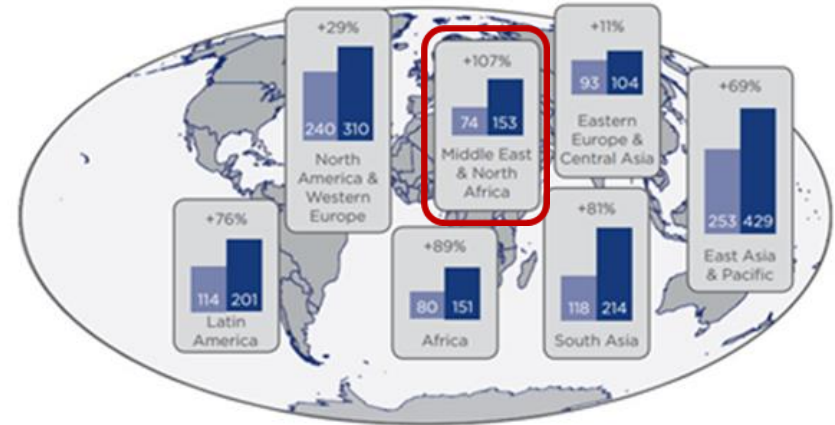 +29%
240 310
North
America &
Western
Europe
+107%
74 153
Middle East
& North
Africa
+11%
93 104
Eastern
Europe &
Central Asia
+69%
253 429
East Asia
& Pacific
+76%
114 201
Latin
America
+89%
80 151
Africa
+81%
118 214
South Asia